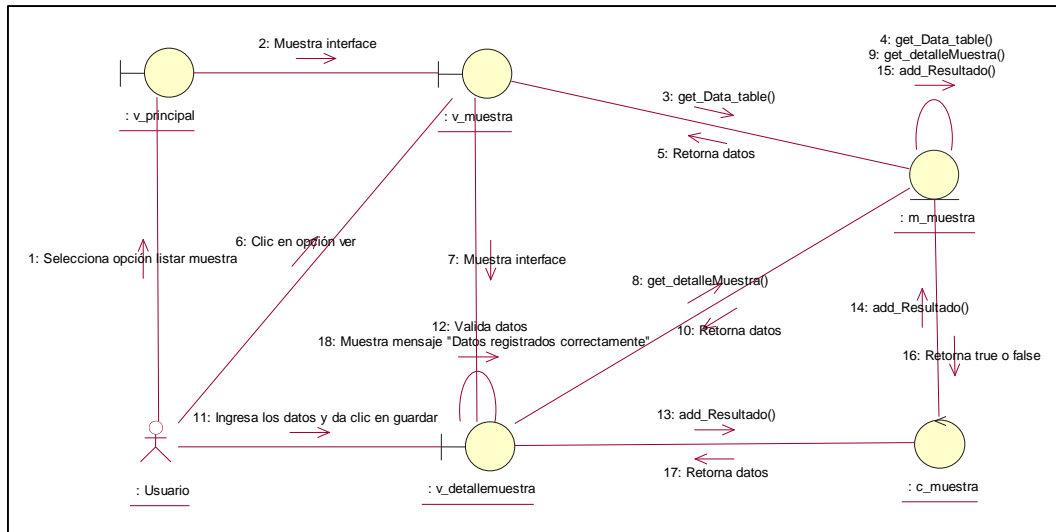 2: Muestra interface
4: get_Data_table()
9: get_detalleMuestra()
15: add_Resultado()
: v_principal
: v_muestra
3: get_Data_table()
5: Retorna datos
: m_muestra
6: Clic en opción ver
1: Selecciona opción listar muestra
7: Muestra interface
8: get_detalleMuestra()
14: add_Resultado()
12: Valida datos
10: Retorna datos
18: Muestra mensaje "Datos registrados correctamente"
16: Retorna true o false
11: Ingresa los datos y da clic en guardar
13: add_Resultado()
17: Retorna datos
: Usuario
: v_detallemuestra
: c_muestra